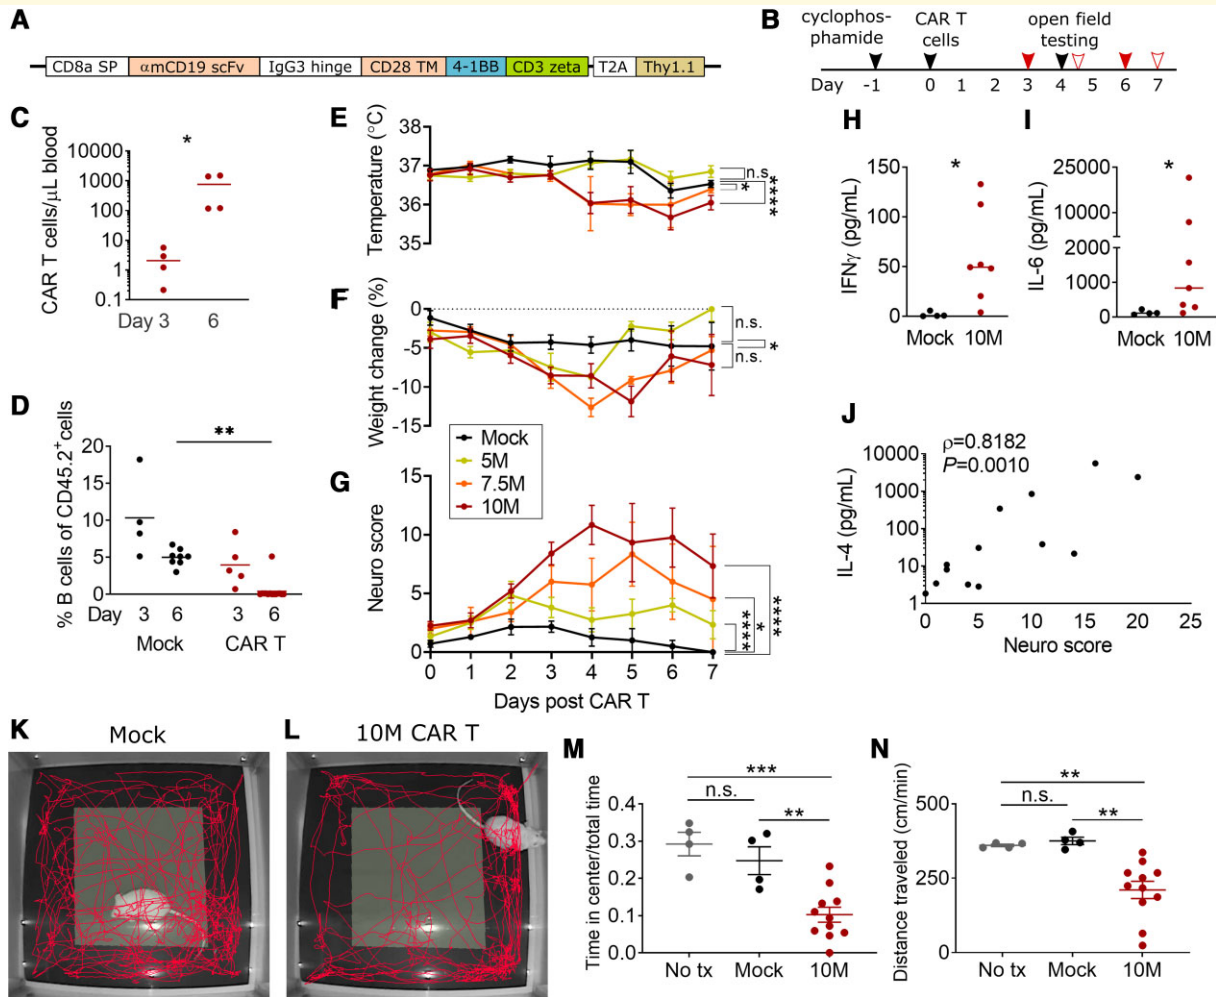 A
CD8a SP αmCD19 scFv IgG3 hinge CD28 TM 4-1BB CD3 zeta T2A Thy1.1
B
cyclophos-
phamide
CAR T
cells
open field
testing
Day -1 0 1 2 3 4 5 6 7
C
CAR T cells/μL blood
10000
1000
100
10
1
0.1
Day 3 6
*
D
% B cells of CD45.2+cells
20
15
10
5
0
**
Day 3 6 3 6
Mock CAR T
E
Temperature (°C)
38
37
36
35
n.s.
*
****
F
Weight change (%)
0
-5
-10
-15
n.s.
*
n.s.
Mock
5M
7.5M
10M
G
Neuro score
15
10
5
0
****
*
****
0 1 2 3 4 5 6 7
Days post CAR T
H
IFNγ (pg/mL)
150
100
50
0
*
Mock 10M
I
IL-6 (pg/mL)
25000
10000
2000
1000
0
*
Mock 10M
J
ρ=0.8182
P=0.0010
IL-4 (pg/mL)
10000
1000
100
10
1
0 5 10 15 20 25
Neuro score
K
Mock
L
10M CAR T
M
Time in center/total time
0.4
0.3
0.2
0.1
0.0
***
n.s.
**
No tx Mock 10M
N
Distance traveled (cm/min)
500
250
0
**
n.s.
**
No tx Mock 10M